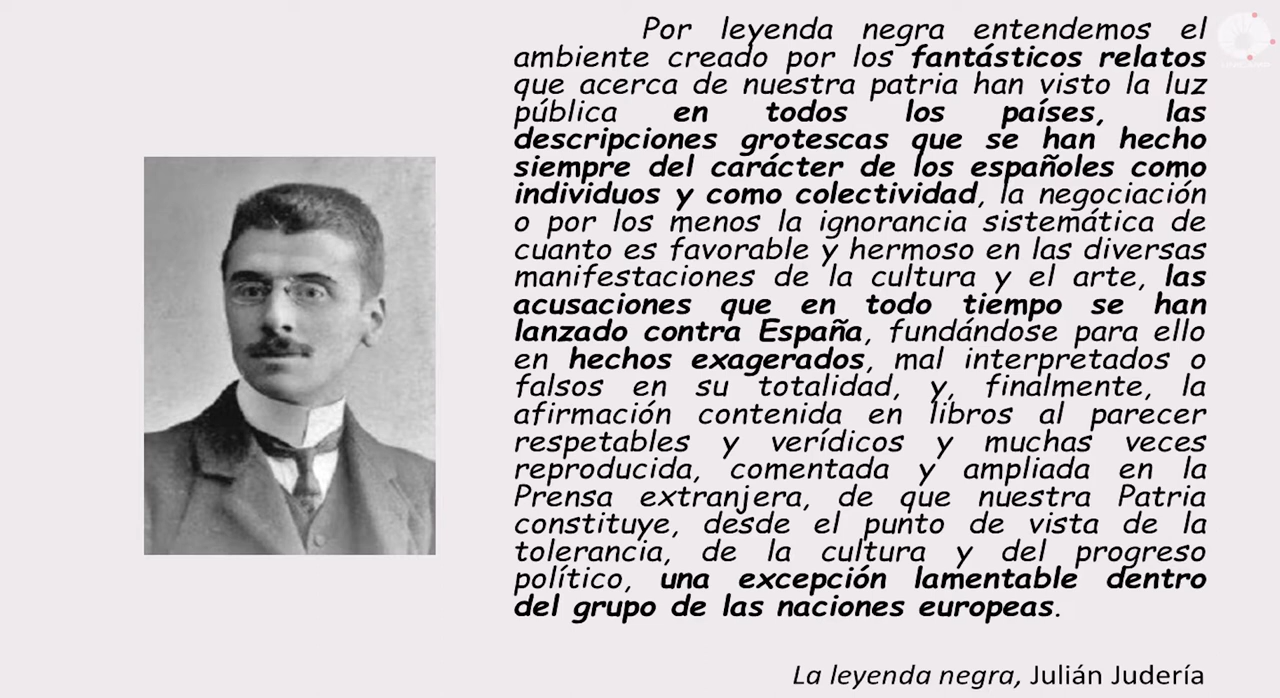 Por leyenda negra entendemos el
ambiente creado por los fantásticos relatos
que acerca de nuestra patria han visto la luz
pública en todos los países, las
descripciones grotescas que se han hecho
siempre del carácter de los españoles como
individuos y como colectividad, la negociación
o por los menos la ignorancia sistemática de
cuanto es favorable y hermoso en las diversas
manifestaciones de la cultura y el arte, las
acusaciones que en todo tiempo se han
lanzado contra España, fundándose para ello
en hechos exagerados, mal interpretados o
falsos en su totalidad, y, finalmente, la
afirmación contenida en libros al parecer
respetables y verídicos y muchas veces
reproducida, comentada y ampliada en la
Prensa extranjera, de que nuestra Patria
constituye, desde el punto de vista de la
tolerancia, de la cultura y del progreso
político, una excepción lamentable dentro
del grupo de las naciones europeas.
La leyenda negra, Julián Judería